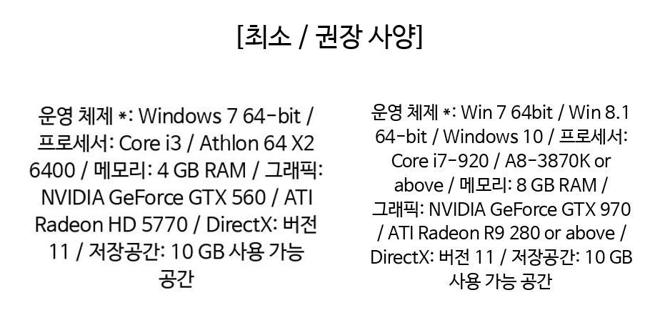 [최소 / 권장 사양]
운영 체제 *: Windows 7 64-bit /
프로세서: Core i3 / Athlon 64 X2
6400 / 메모리: 4 GB RAM / 그래픽:
NVIDIA GeForce GTX 560 / ATI
Radeon HD 5770 / DirectX: 버전
11 / 저장공간: 10 GB 사용 가능
공간
운영 체제 *: Win 7 64bit / Win 8.1
64-bit / Windows 10 / 프로세서:
Core i7-920 / A8-3870K or
above / 메모리: 8 GB RAM /
그래픽: NVIDIA GeForce GTX 970
/ ATI Radeon R9 280 or above /
DirectX: 버전 11 / 저장공간: 10 GB
사용 가능 공간